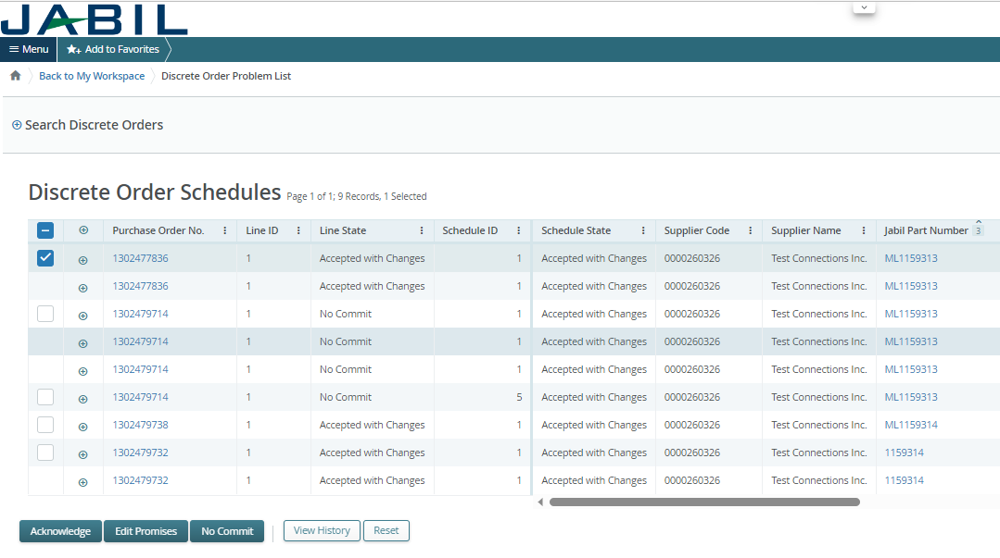 JABIL
Menu Add to Favorites
Back to My Workspace Discrete Order Problem List
Search Discrete Orders
Discrete Order Schedules Page 1 of 1; 9 Records, 1 Selected
Purchase Order No. Line ID Line State Schedule ID Schedule State Supplier Code Supplier Name Jabil Part Number 3
1302477836 1 Accepted with Changes 1 Accepted with Changes 0000260326 Test Connections Inc. ML1159313
1302477836 1 Accepted with Changes 1 Accepted with Changes 0000260326 Test Connections Inc. ML1159313
1302479714 1 No Commit 1 Accepted with Changes 0000260326 Test Connections Inc. ML1159313
1302479714 1 No Commit 1 Accepted with Changes 0000260326 Test Connections Inc. ML1159313
1302479714 1 No Commit 1 Accepted with Changes 0000260326 Test Connections Inc. ML1159313
1302479714 1 No Commit 5 Accepted with Changes 0000260326 Test Connections Inc. ML1159313
1302479738 1 Accepted with Changes 1 Accepted with Changes 0000260326 Test Connections Inc. ML1159314
1302479732 1 Accepted with Changes 1 Accepted with Changes 0000260326 Test Connections Inc. 1159314
1302479732 1 Accepted with Changes 1 Accepted with Changes 0000260326 Test Connections Inc. 1159314
Acknowledge Edit Promises No Commit View History Reset